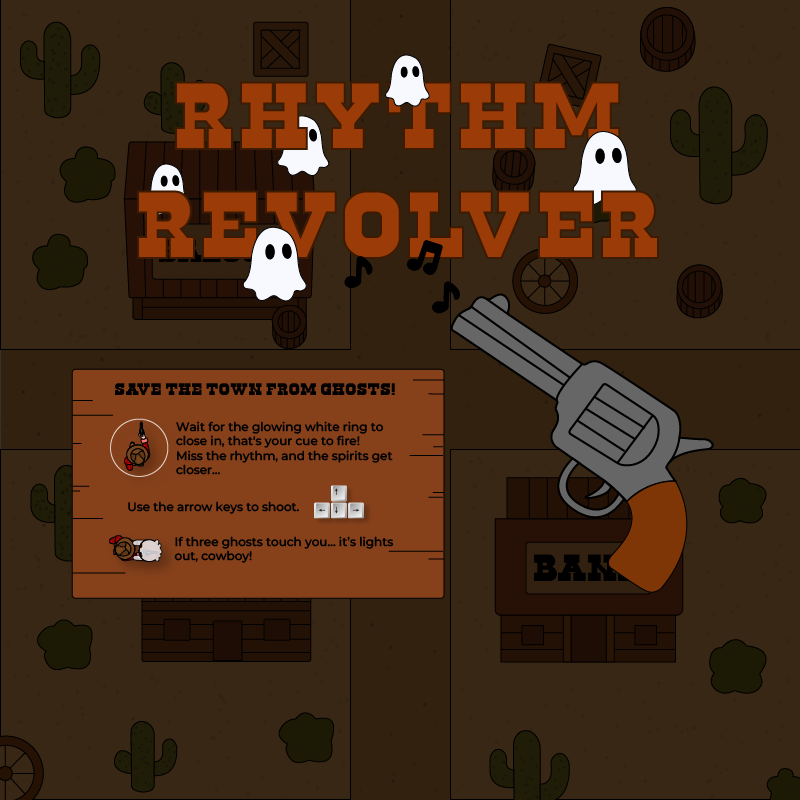 RHYTHM
REVOLVER
SAVE THE TOWN FROM GHOSTS!
Wait for the glowing white ring to
close in, that's your cue to fire!
Miss the rhythm, and the spirits get
closer...
Use the arrow keys to shoot.
If three ghosts touch you... it's lights
out, cowboy!